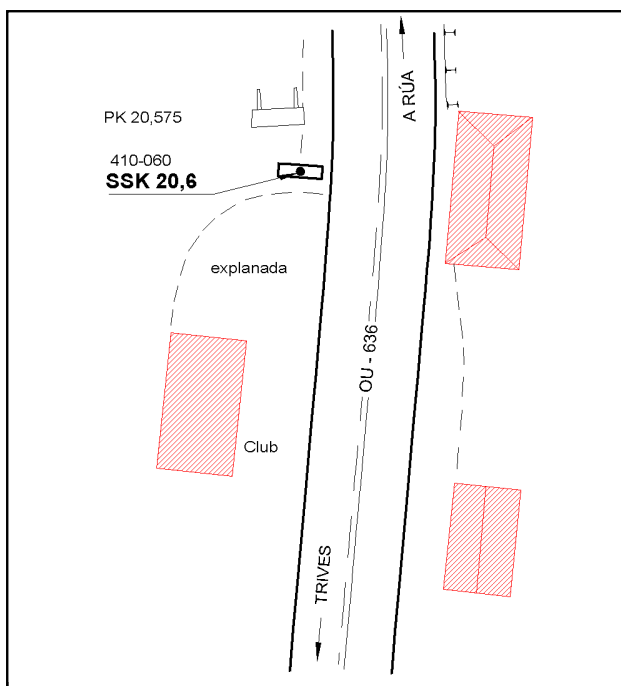 A RÚA
PK 20,575
410-060
SSK 20,6
explanada
OU - 636
Club
TRIVES